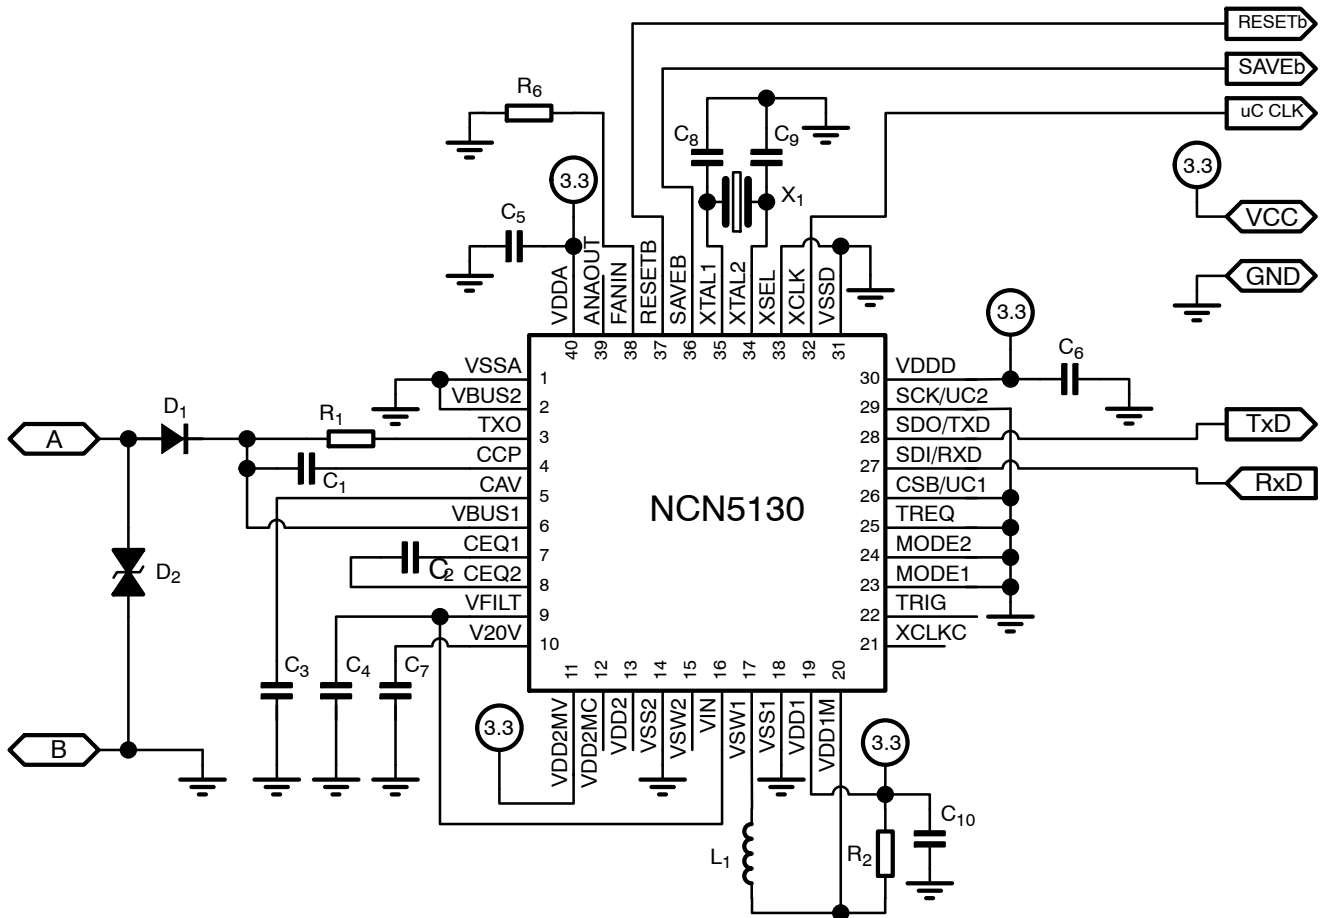 RESETb
SAVEb
uC CLK
R6
C8
C9
3.3
X1
3.3
VCC
C5
GND
VDDA
ANAOUT
FANIN
RESETB
SAVEB
XTAL1
XTAL2
XSEL
XCLK
VSSD
3.3
C6
40
39
38
37
36
35
34
33
32
31
VSSA
1
30
VDDD
VBUS2
2
29
SCK/UC2
A
D1
R1
TXO
3
28
SDO/TXD
TxD
C1
CCP
4
27
SDI/RXD
RxD
CAV
5
26
CSB/UC1
NCN5130
VBUS1
6
25
TREQ
CEQ1
7
24
MODE2
D2
C2
CEQ2
8
23
MODE1
VFILT
9
22
TRIG
V20V
10
21
XCLKC
C3
C4
C7
11
12
13
14
15
16
17
18
19
20
B
3.3
VDD2MV
VDD2MC
VDD2
VSS2
VSW2
VIN
VSW1
VSS1
VDD1
VDD1M
3.3
C10
L1
R2